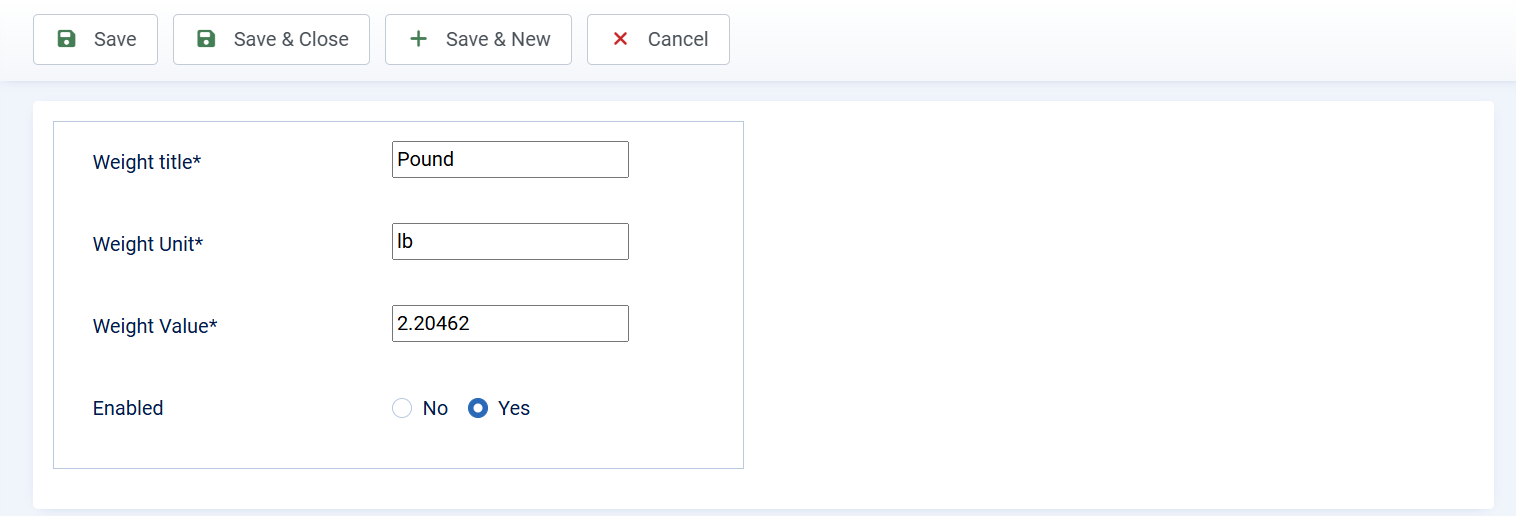 Save Save & Close Save & New Cancel
Weight title* Pound
Weight Unit* lb
Weight Value* 2.20462
Enabled No Yes